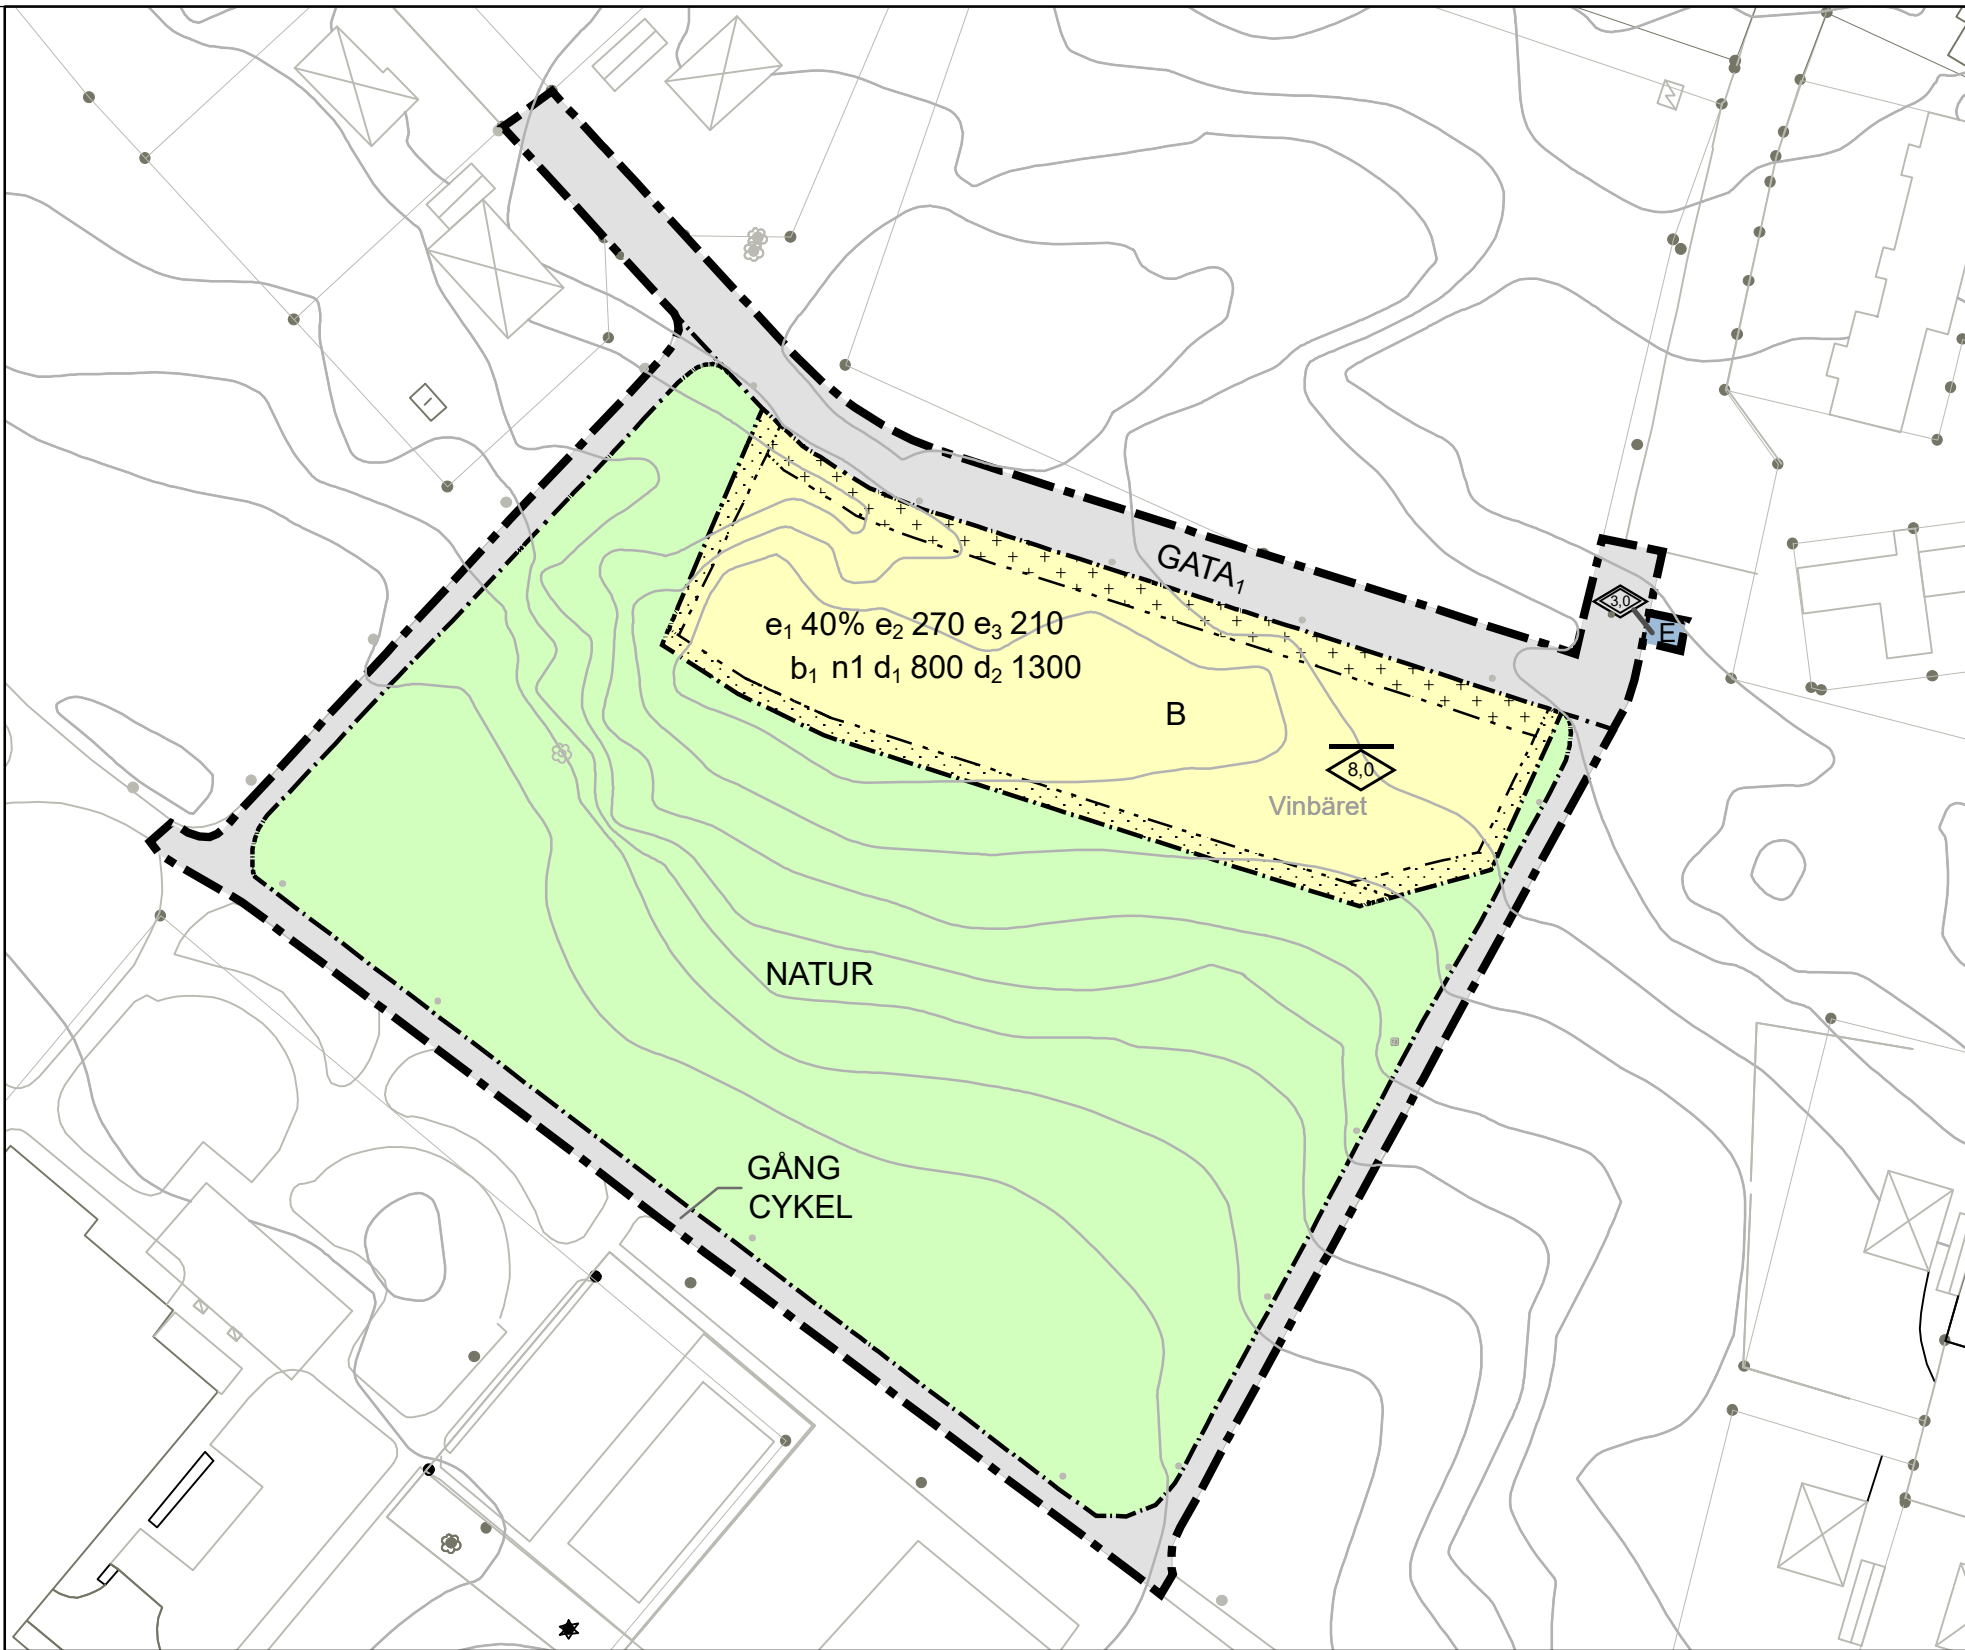 GATA1
3,0
E
e1 40% e2 270 e3 210
b1 n1 d1 800 d2 1300
B
8,0
Vinbäret
NATUR
GÅNG
CYKEL